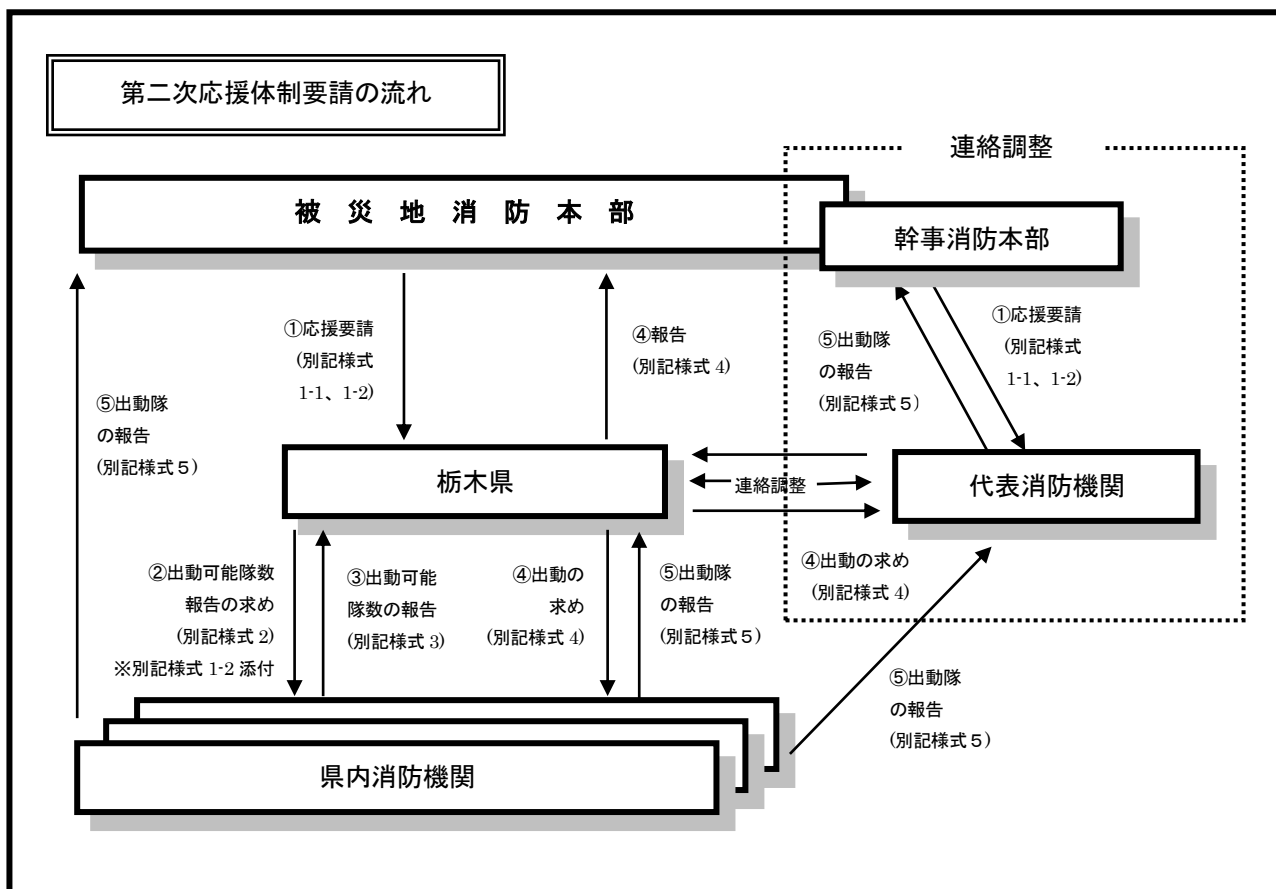 第二次応援体制要請の流れ
連絡調整
被 災 地 消 防 本 部
幹事消防本部
①応援要請
(別記様式
1-1、1-2)
④報告
(別記様式 4)
⑤出動隊
の報告
(別記様式５)
①応援要請
(別記様式
1-1、1-2)
⑤出動隊
の報告
(別記様式５)
栃木県
連絡調整
代表消防機関
②出動可能隊数
報告の求め
(別記様式 2)
※別記様式 1-2 添付
③出動可能
隊数の報告
(別記様式 3)
④出動の
求め
(別記様式 4)
⑤出動隊
の報告
(別記様式５)
④出動の求め
(別記様式 4)
⑤出動隊
の報告
(別記様式５)
県内消防機関